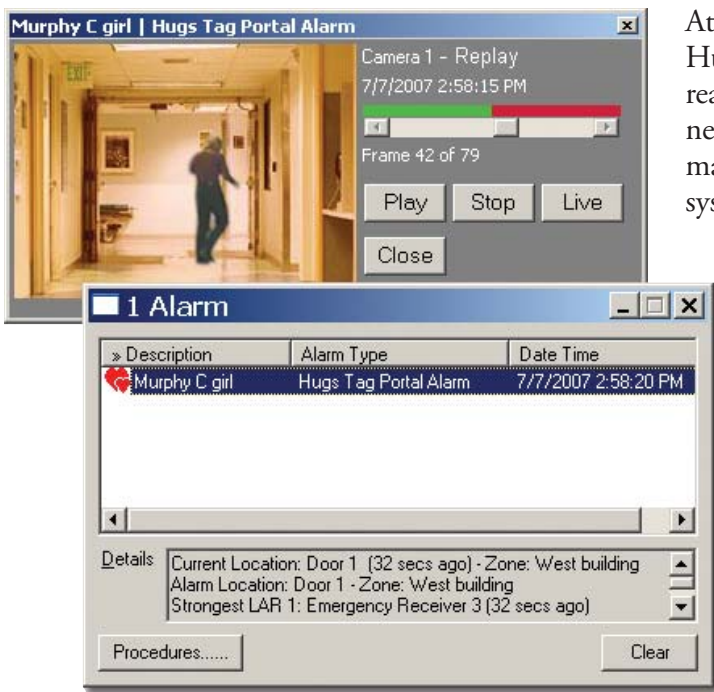 Murphy C girl | Hugs Tag Portal Alarm
EXIT
Camera 1 - Replay
7/7/2007 2:58:15 PM
Frame 42 of 79
Play Stop Live
Close
At
Hu
rea
ne
ma
sys
1 Alarm
» Description Alarm Type Date Time
Murphy C girl Hugs Tag Portal Alarm 7/7/2007 2:58:20 PM
Details
Current Location: Door 1 (32 secs ago) - Zone: West building
Alarm Location: Door 1 - Zone: West building
Strongest LAR 1: Emergency Receiver 3 (32 secs ago)
Procedures...... Clear